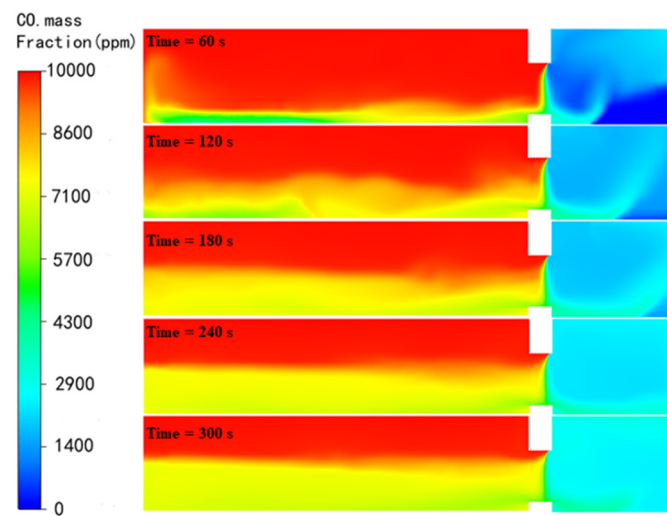 CO.mass
Fraction(ppm)
10000
8600
7100
5700
4300
2900
1400
0
Time = 60 s
Time = 120 s
Time = 180 s
Time = 240 s
Time = 300 s